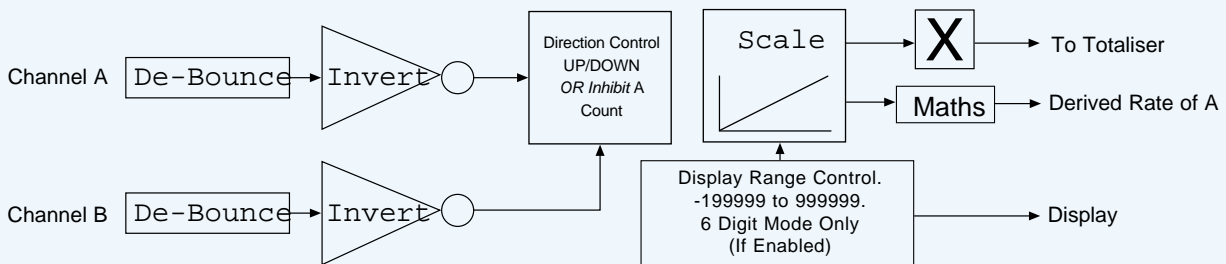 Channel A
De-Bounce
Invert
Direction Control
UP/DOWN
OR Inhibit A
Count
Scale
X
To Totaliser
Maths
Derived Rate of A
Channel B
De-Bounce
Invert
Display Range Control.
-199999 to 999999.
6 Digit Mode Only
(If Enabled)
Display